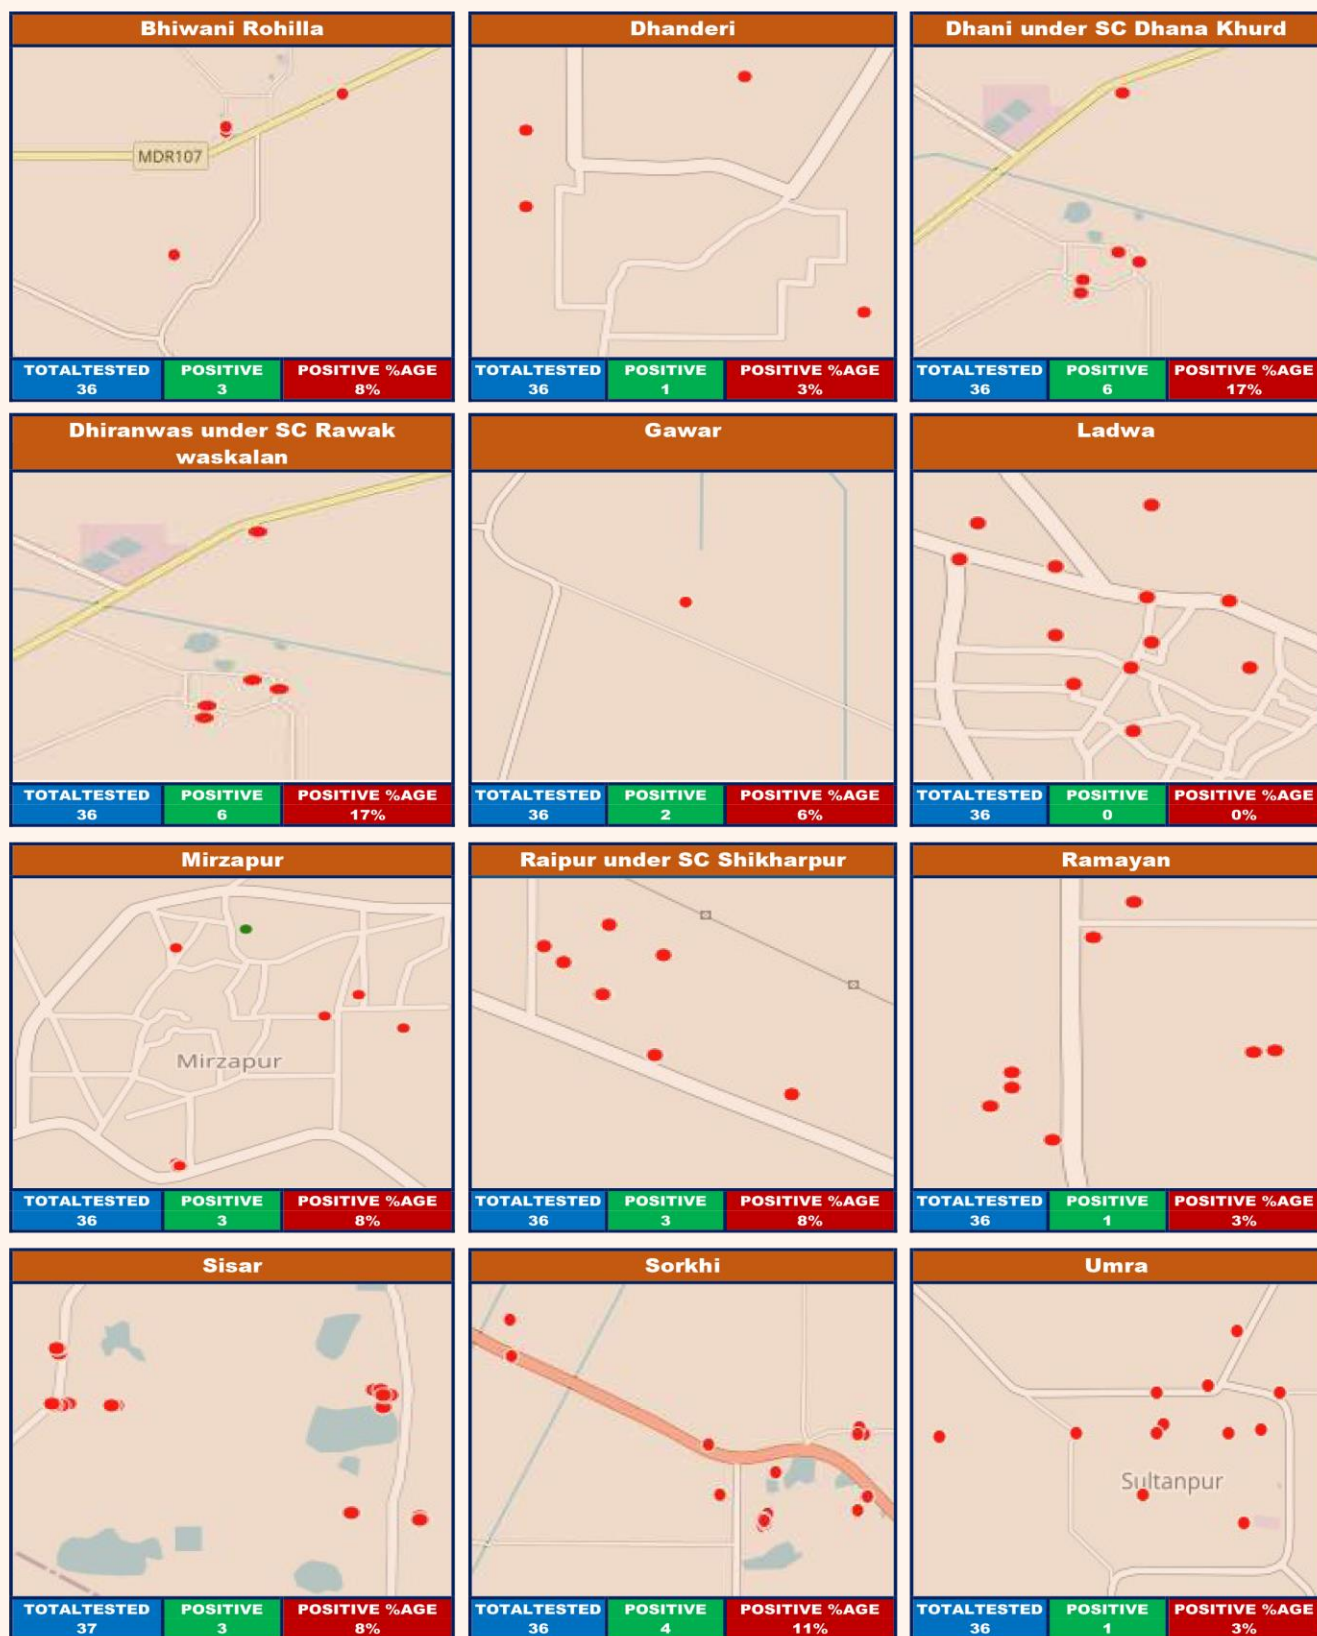 Bhiwani Rohilla
MDR107
TOTALTESTED POSITIVE POSITIVE %AGE
36 3 8%
Dhanderi
TOTALTESTED POSITIVE POSITIVE %AGE
36 1 3%
Dhani under SC Dhana Khurd
TOTALTESTED POSITIVE POSITIVE %AGE
36 6 17%
Dhiranwas under SC Rawak
waskalan
TOTALTESTED POSITIVE POSITIVE %AGE
36 6 17%
Gawar
TOTALTESTED POSITIVE POSITIVE %AGE
36 2 6%
Ladwa
TOTALTESTED POSITIVE POSITIVE %AGE
36 0 0%
Mirzapur
Mirzapur
TOTALTESTED POSITIVE POSITIVE %AGE
36 3 8%
Raipur under SC Shikharpur
TOTALTESTED POSITIVE POSITIVE %AGE
36 3 8%
Ramayan
TOTALTESTED POSITIVE POSITIVE %AGE
36 1 3%
Sisar
TOTALTESTED POSITIVE POSITIVE %AGE
37 3 8%
Sorkhi
TOTALTESTED POSITIVE POSITIVE %AGE
36 4 11%
Umra
Sultanpur
TOTALTESTED POSITIVE POSITIVE %AGE
36 1 3%